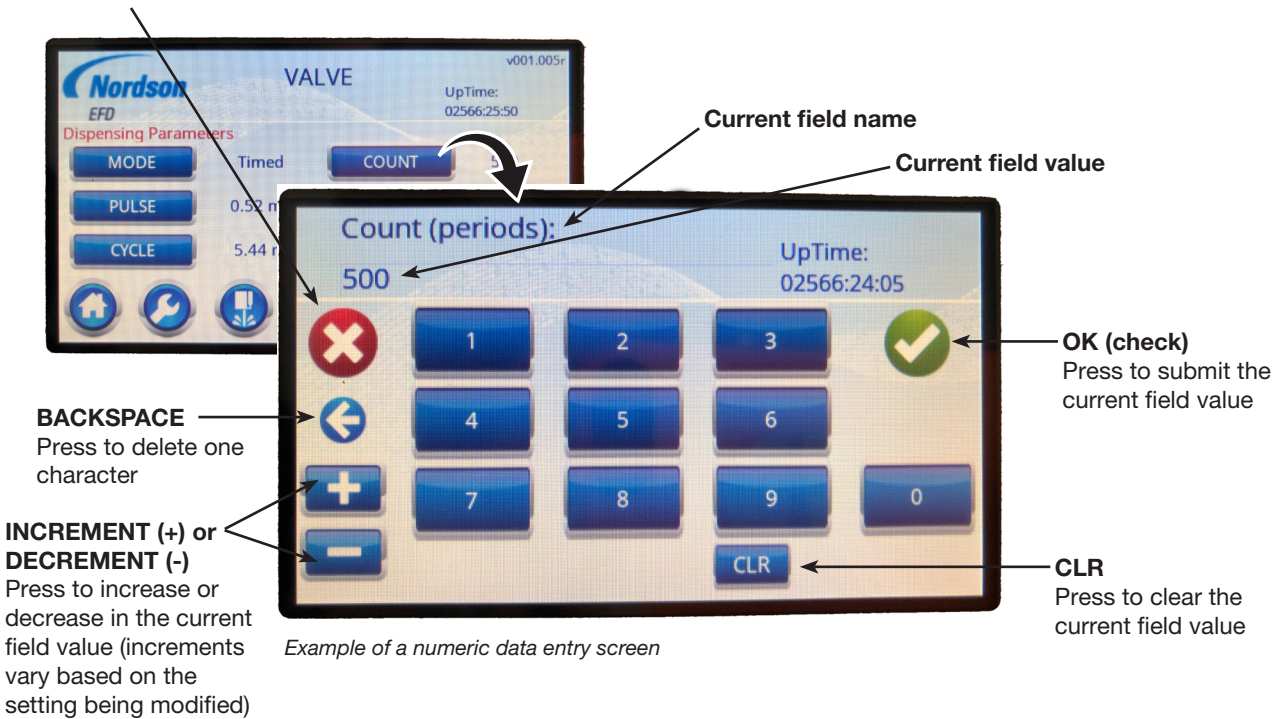 v001.005r
Nordson
EFD
VALVE
UpTime:
02566:25:50
Dispensing Parameters
MODE
Timed
COUNT
PULSE
0.52
CYCLE
5.44
Current field name
Current field value
Count (periods):
500
UpTime:
02566:24:05
1
2
3
4
5
6
7
8
9
0
CLR
OK (check)
Press to submit the
current field value
BACKSPACE
Press to delete one
character
INCREMENT (+) or
DECREMENT (-)
Press to increase or
decrease in the current
field value (increments
vary based on the
setting being modified)
CLR
Press to clear the
current field value
Example of a numeric data entry screen